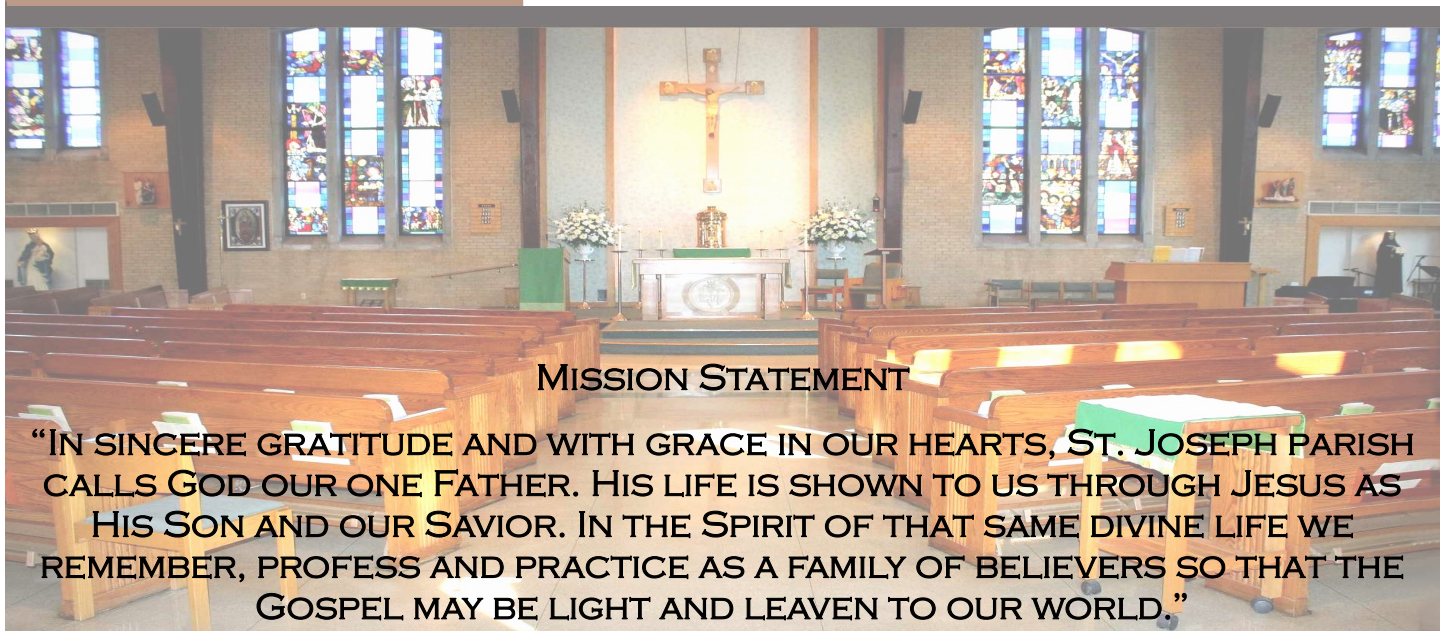 Mission Statement
“In sincere gratitude and with grace in our hearts, St. Joseph parish
calls God our one Father. His life is shown to us through Jesus as
His Son and our Savior. In the Spirit of that same divine life we
remember, profess and practice as a family of believers so that the
Gospel may be light and leaven to our world.”